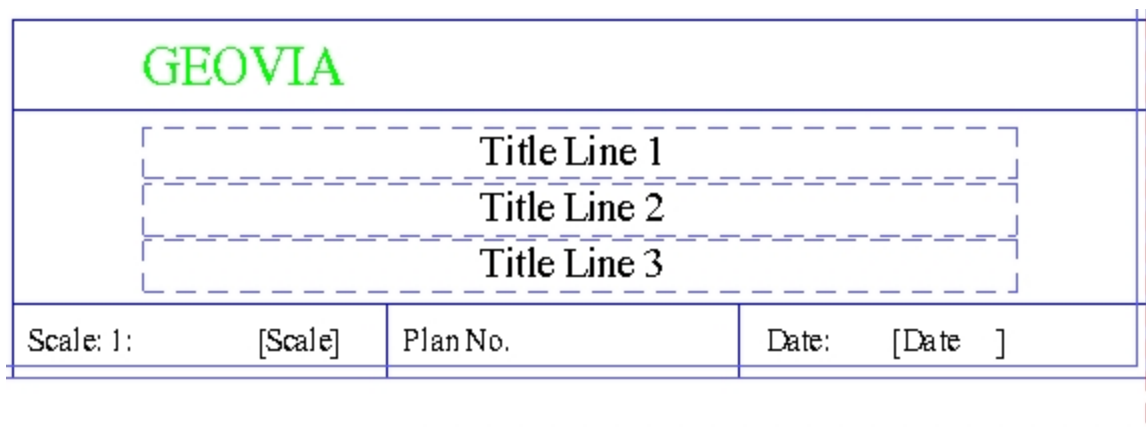 GEOVIA
Title Line 1
Title Line 2
Title Line 3
Scale: 1: [Scale] Plan No. Date: [Date ]